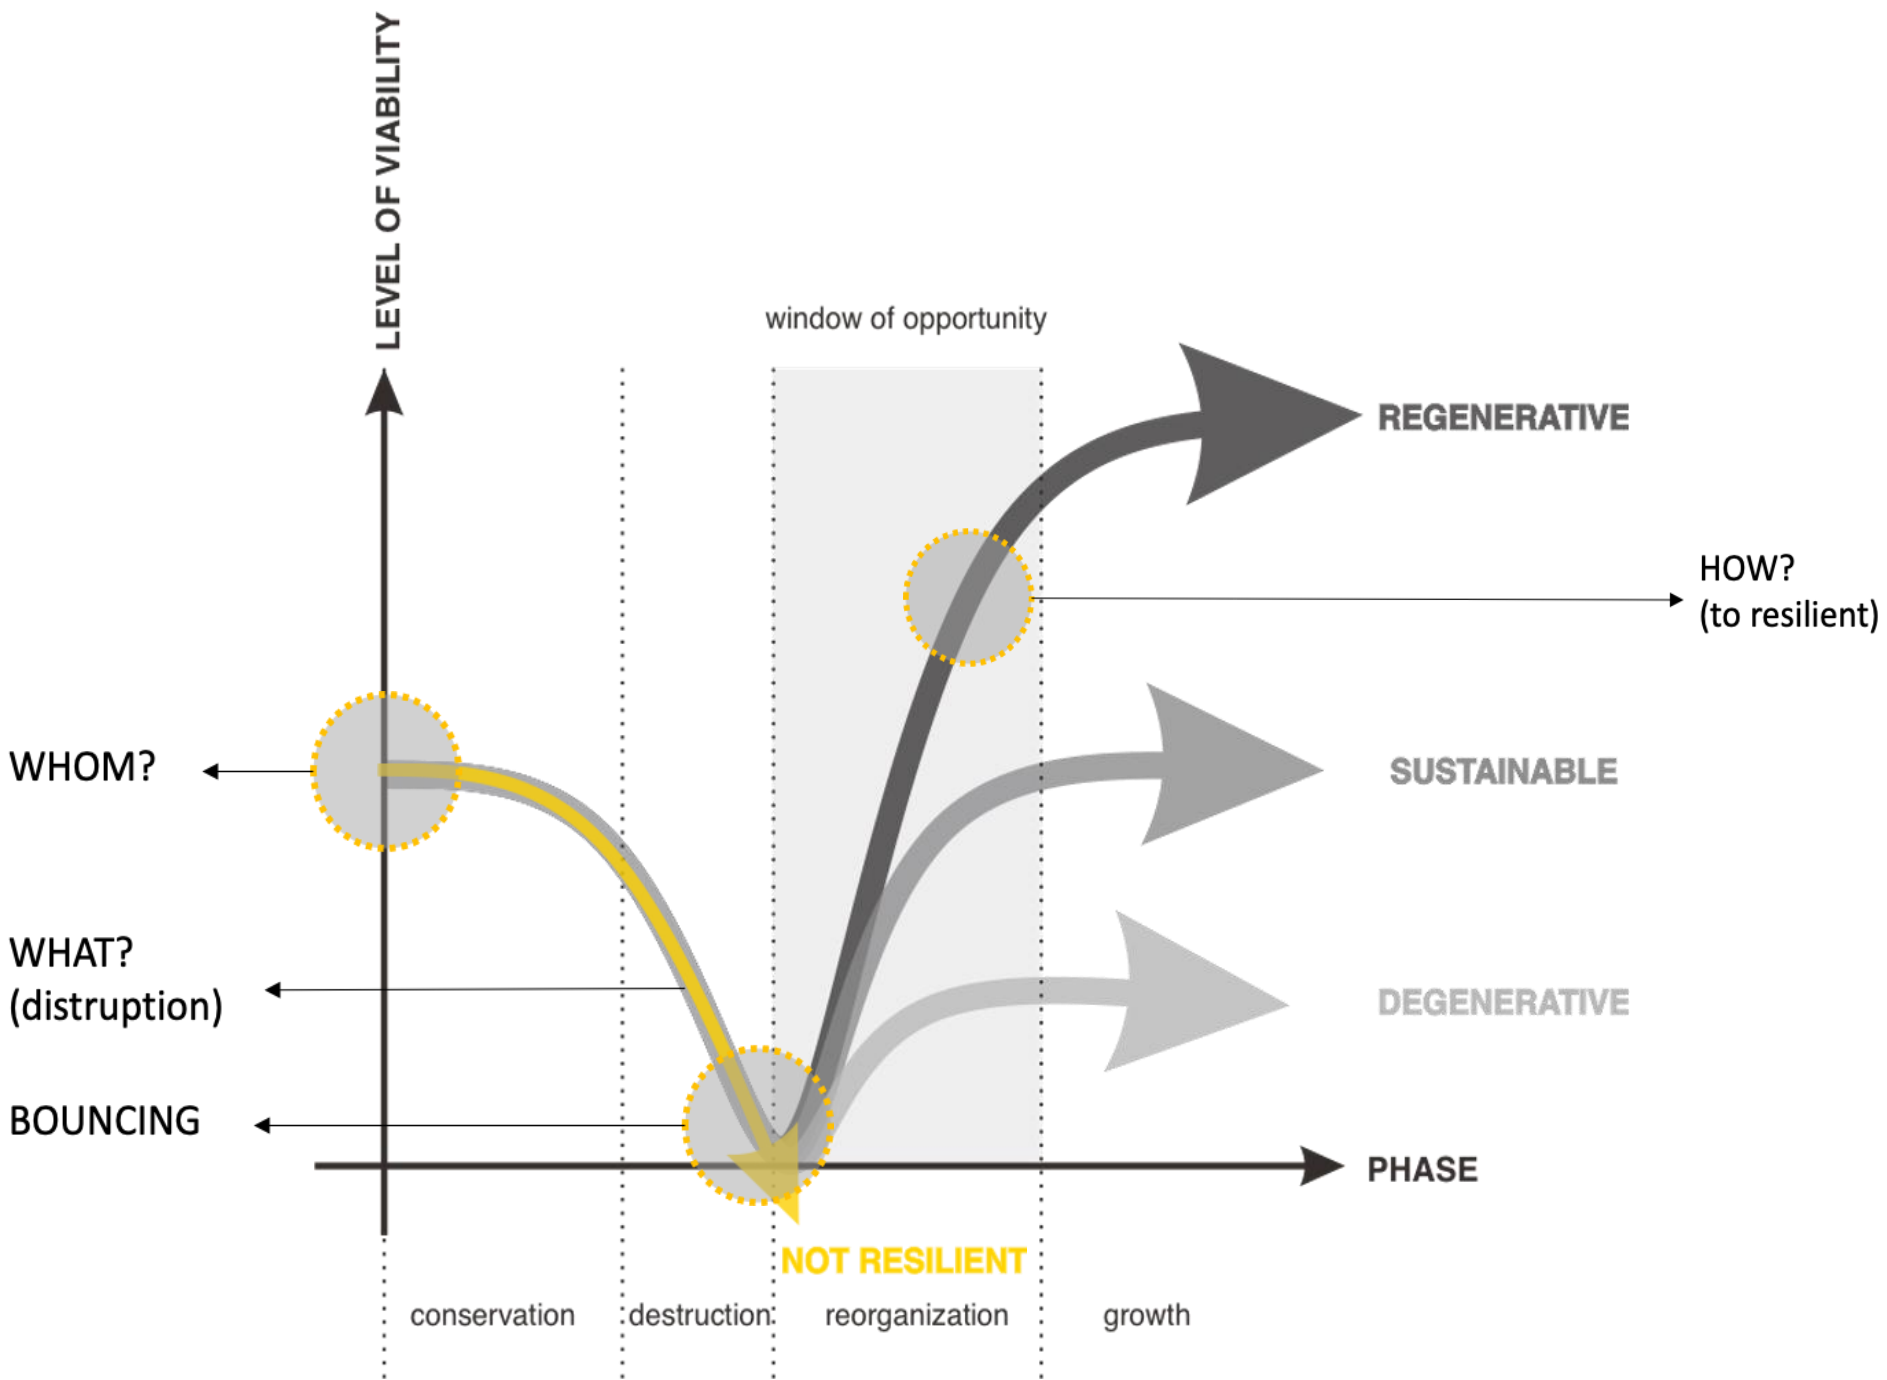 LEVEL OF VIABILITY
window of opportunity
REGENERATIVE
HOW?
(to resilient)
WHOM?
SUSTAINABLE
WHAT?
(distruption)
DEGENERATIVE
BOUNCING
PHASE
NOT RESILIENT
conservation
destruction
reorganization
growth